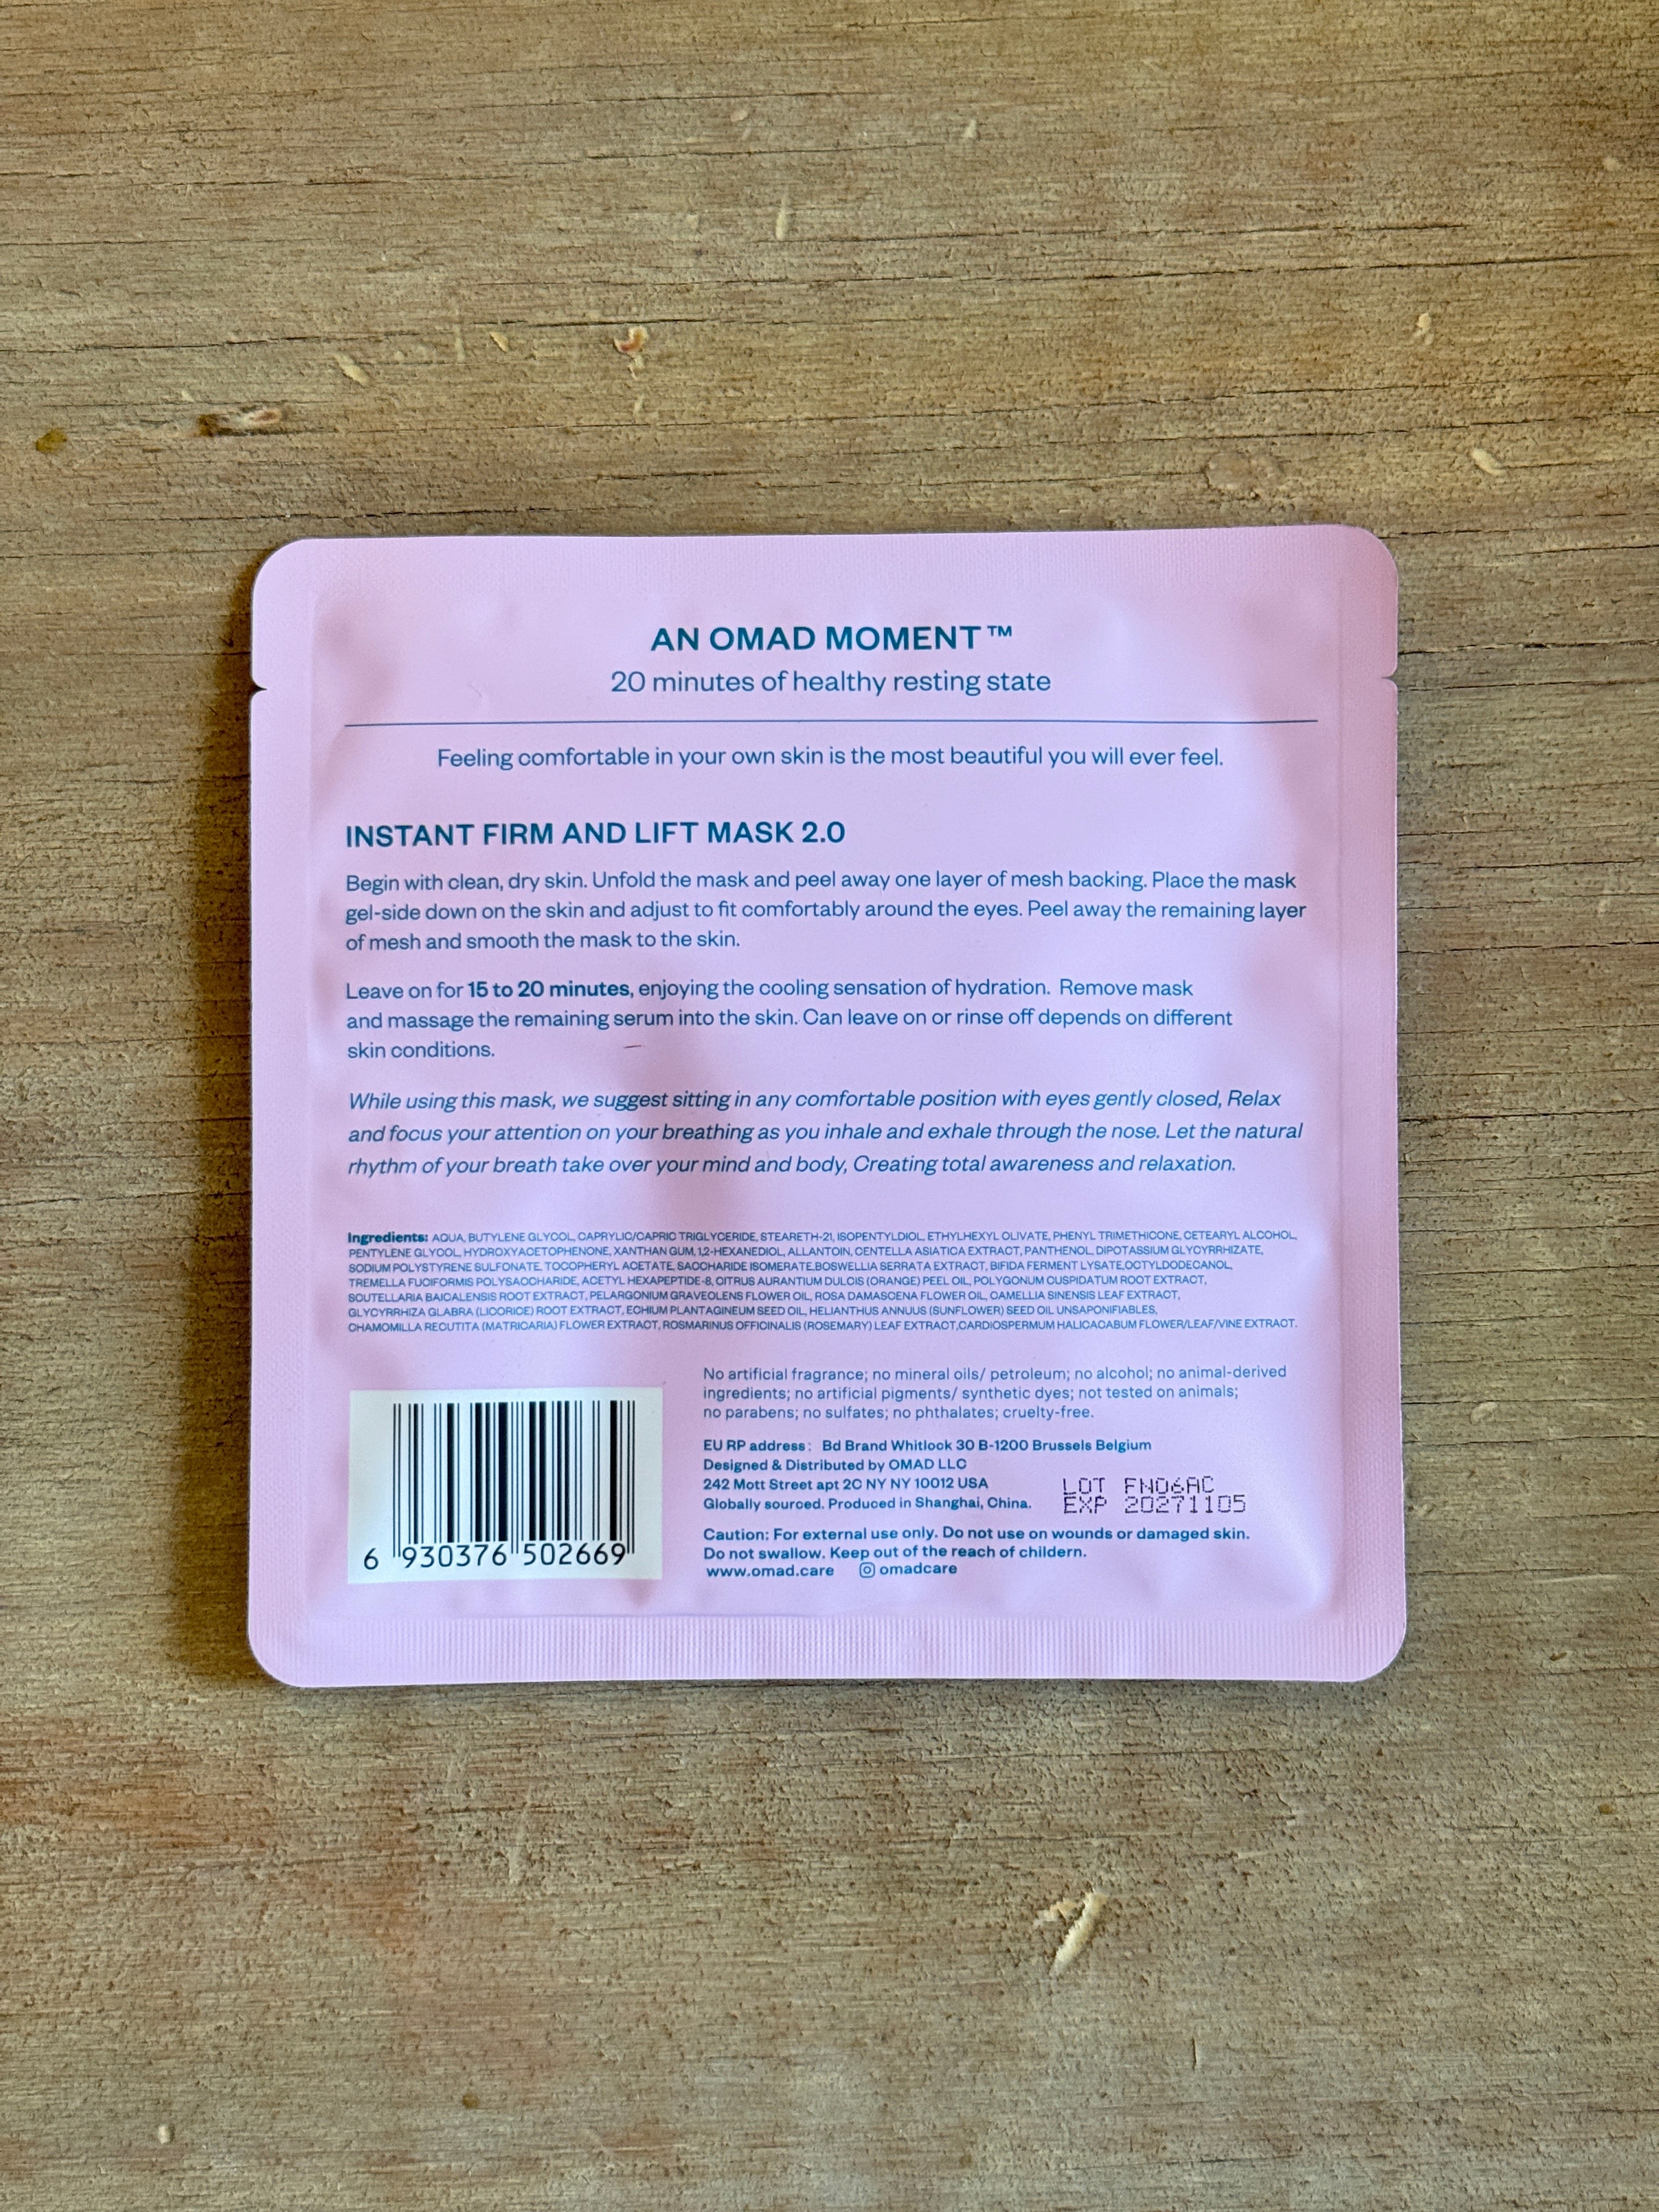 AN OMAD MOMENT™
20 minutes of healthy resting state
Feeling comfortable in your own skin is the most beautiful you will ever feel.
INSTANT FIRM AND LIFT MASK 2.0
Begin with clean, dry skin. Unfold the mask and peel away one layer of mesh backing. Place the mask
gel-side down on the skin and adjust to fit comfortably around the eyes. Peel away the remaining layer
of mesh and smooth the mask to the skin.
Leave on for 15 to 20 minutes, enjoying the cooling sensation of hydration. Remove mask
and massage the remaining serum into the skin. Can leave on or rinse off depends on different
skin conditions.
While using this mask, we suggest sitting in any comfortable position with eyes gently closed, Relax
and focus your attention on your breathing as you inhale and exhale through the nose. Let the natural
rhythm of your breath take over your mind and body, Creating total awareness and relaxation.
Ingredients: AQUA, BUTYLENE GLYCOL, CAPRYLIC/CAPRIC TRIGLYCERIDE, STEARETH-21, ISOPENTYLDIOL, ETHYLHEXYL OLIVATE, PHENYL TRIMETHICONE, CETEARYL ALCOHOL,
PENTYLENE GLYCOL, HYDROXYACETOPHENONE, XANTHAN GUM, 1,2-HEXANEDIOL, ALLANTOIN, CENTELLA ASIATICA EXTRACT, PANTHENOL, DIPOTASSIUM GLYCYRRHIZATE,
SODIUM POLYSTYRENE SULFONATE, TOCOPHERYL ACETATE, SACCHARIDE ISOMERATE,BOSWELLIA SERRATA EXTRACT, BIFIDA FERMENT LYSATE,OCTYLDODECANOL,
TREMELLA FUCIFORMIS POLYSACCHARIDE, ACETYL HEXAPEPTIDE-8, CITRUS AURANTIUM DULCIS (ORANGE) PEEL OIL, POLYGONUM CUSPIDATUM ROOT EXTRACT,
SCUTELLARIA BAICALENSIS ROOT EXTRACT, PELARGONIUM GRAVEOLENS FLOWER OIL, ROSA DAMASCENA FLOWER OIL, CAMELLIA SINENSIS LEAF EXTRACT,
GLYCYRRHIZA GLABRA (LICORICE) ROOT EXTRACT, ECHIUM PLANTAGINEUM SEED OIL, HELIANTHUS ANNUUS (SUNFLOWER) SEED OIL UNSAPONIFIABLES,
CHAMOMILLA RECUTITA (MATRICARIA) FLOWER EXTRACT, ROSMARINUS OFFICINALIS (ROSEMARY) LEAF EXTRACT,CARDIOSPERMUM HALICACABUM FLOWER/LEAF/VINE EXTRACT.
No artificial fragrance; no mineral oils/ petroleum; no alcohol; no animal-derived
ingredients; no artificial pigments/ synthetic dyes; not tested on animals;
no parabens; no sulfates; no phthalates; cruelty-free.
EU RP address: Bd Brand Whitlock 30 B-1200 Brussels Belgium
Designed & Distributed by OMAD LLC
242 Mott Street apt 2C NY NY 10012 USA
Globally sourced. Produced in Shanghai, China.
LOT FN06AC
EXP 20271105
Caution: For external use only. Do not use on wounds or damaged skin.
Do not swallow. Keep out of the reach of childern.
www.omad.care omadcare
6 930376 502669